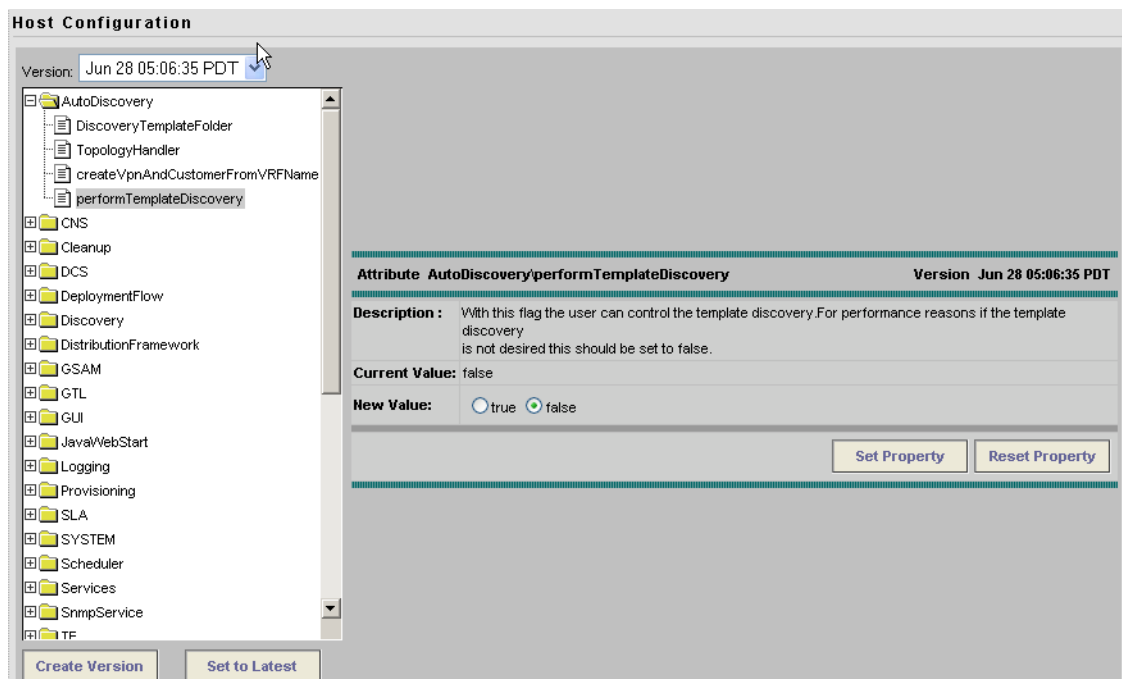 Host Configuration
Version: Jun 28 05:06:35 PDT
AutoDiscovery
DiscoveryTemplateFolder
TopologyHandler
createVpnAndCustomerFromVRFName
performTemplateDiscovery
CNS
Cleanup
DCS
DeploymentFlow
Discovery
DistributionFramework
GSAM
GTL
GUI
JavaWebStart
Logging
Provisioning
SLA
SYSTEM
Scheduler
Services
SnmpService
TE
Create Version Set to Latest
Attribute AutoDiscovery\performTemplateDiscovery Version Jun 28 05:06:35 PDT
Description : With this flag the user can control the template discovery.For performance reasons if the template
discovery
is not desired this should be set to false.
Current Value: false
New Value: true false
Set Property Reset Property